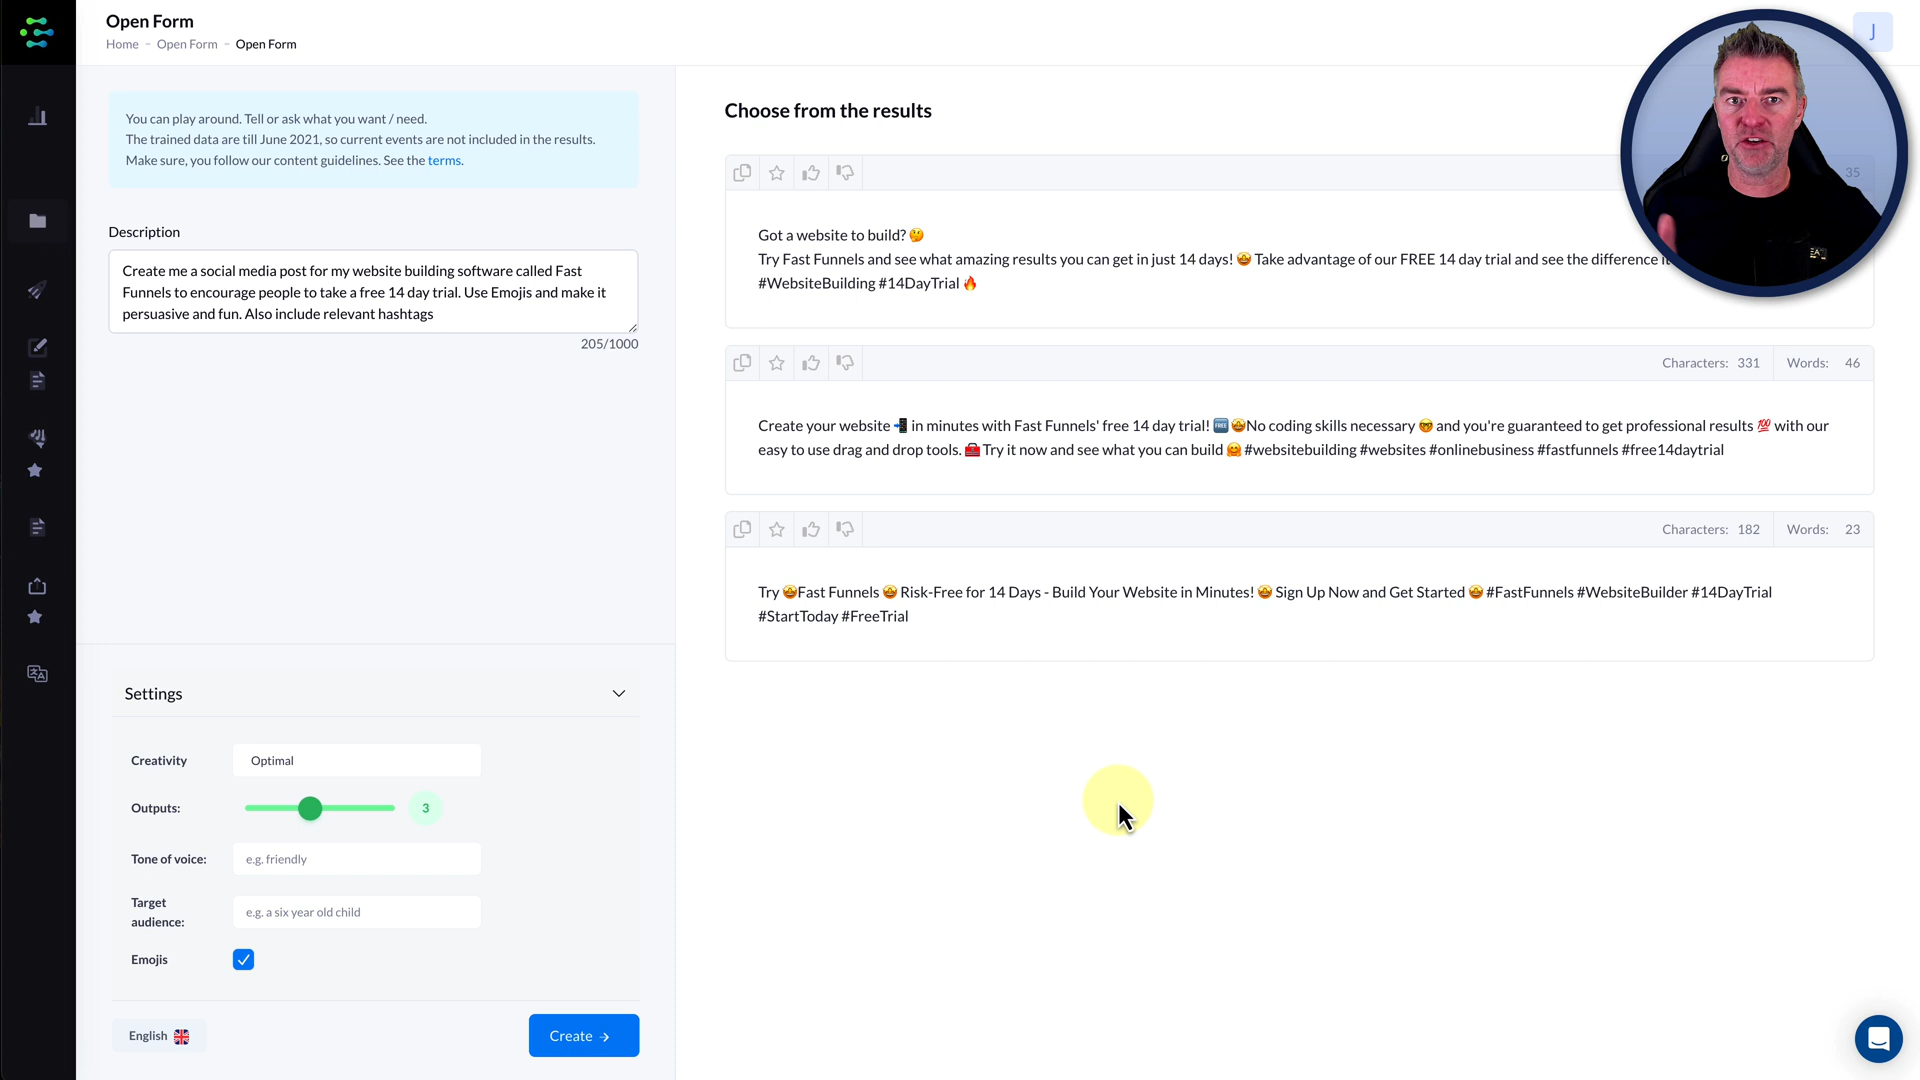 Open Form
Home - Open Form - Open Form
J
You can play around. Tell or ask what you want / need.
The trained data are till June 2021, so current events are not included in the results.
Make sure, you follow our content guidelines. See the terms.
Description
Create me a social media post for my website building software called Fast
Funnels to encourage people to take a free 14 day trial. Use Emojis and make it
persuasive and fun. Also include relevant hashtags
205/1000
Settings
Creativity Optimal
Outputs: 3
Tone of voice: e.g. friendly
Target
audience: e.g. a six year old child
Emojis
English 🇬🇧
Create →
Choose from the results
35
Got a website to build? 🤔
Try Fast Funnels and see what amazing results you can get in just 14 days! 🤩 Take advantage of our FREE 14 day trial and see the difference
#WebsiteBuilding #14DayTrial 🔥
Characters: 331 Words: 46
Create your website 📲 in minutes with Fast Funnels' free 14 day trial! 🆓🤩No coding skills necessary 🤓 and you're guaranteed to get professional results 💯 with our
easy to use drag and drop tools. 🧰 Try it now and see what you can build 🤗 #websitebuilding #websites #onlinebusiness #fastfunnels #free14daytrial
Characters: 182 Words: 23
Try 🤩Fast Funnels 🤩 Risk-Free for 14 Days - Build Your Website in Minutes! 🤩 Sign Up Now and Get Started 🤩 #FastFunnels #WebsiteBuilder #14DayTrial
#StartToday #FreeTrial